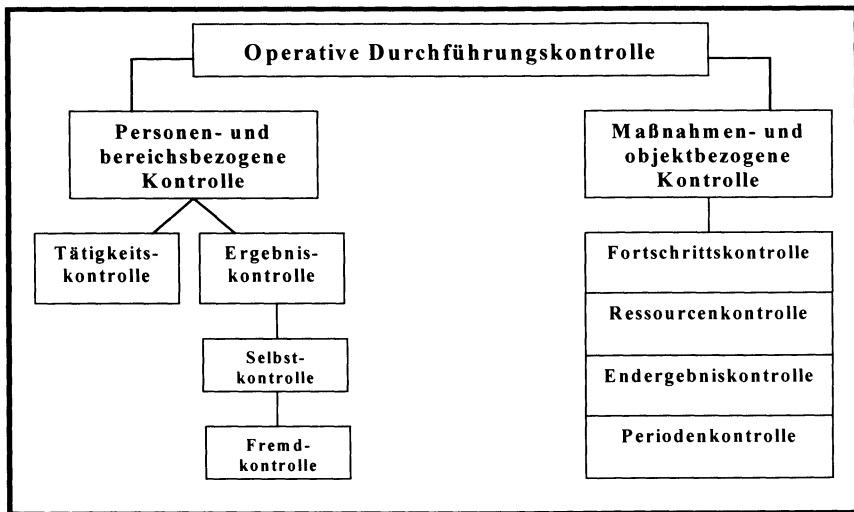 Operative Durchführungskontrolle
Personen- und
bereichsbezogene
Kontrolle
Maßnahmen- und
objektbezogene
Kontrolle
Tätigkeits-
kontrolle
Ergebnis-
kontrolle
Selbst-
kontrolle
Fremd-
kontrolle
Fortschrittskontrolle
Ressourcenkontrolle
Endergebniskontrolle
Periodenkontrolle